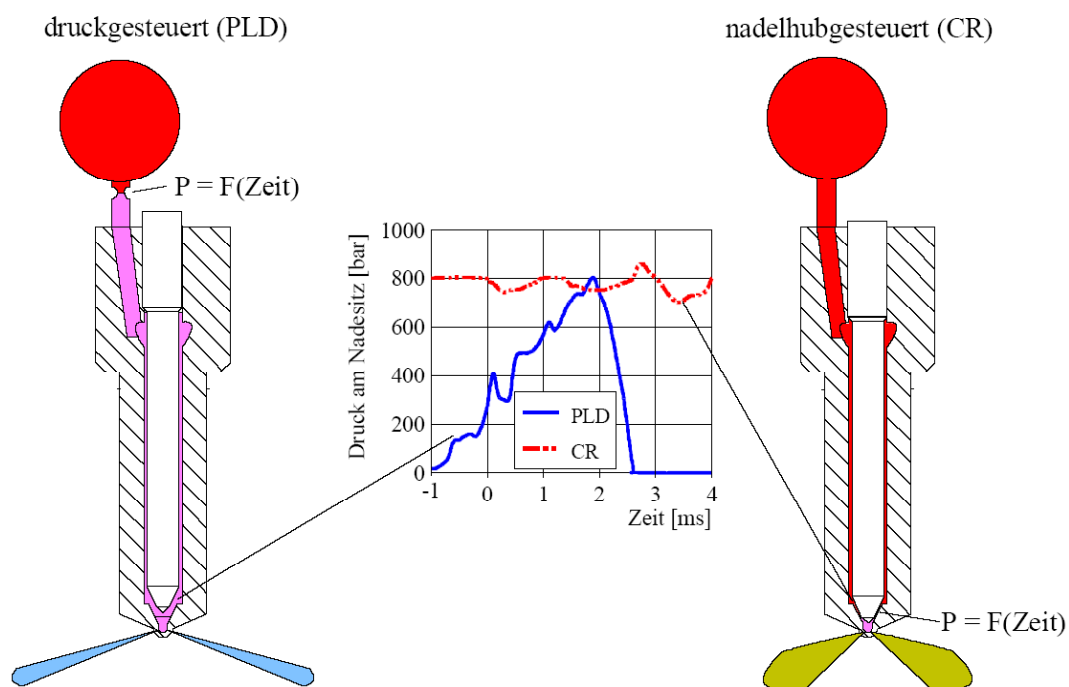 druckgesteuert (PLD)
nadelhubgesteuert (CR)
P = F(Zeit)
Druck am Nadesitz [bar]
1000
800
600
400
200
0
PLD
CR
-1
0
1
2
3
4
Zeit [ms]
P = F(Zeit)